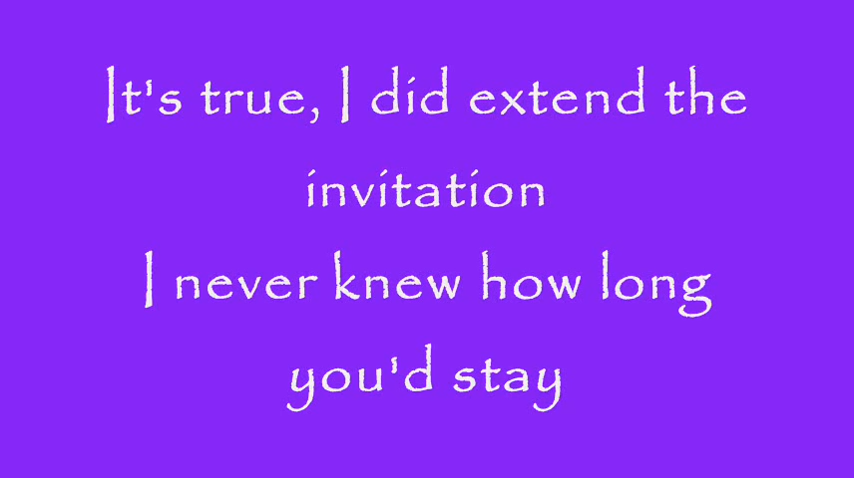 It's true, I did extend the
invitation
I never knew how long
you'd stay